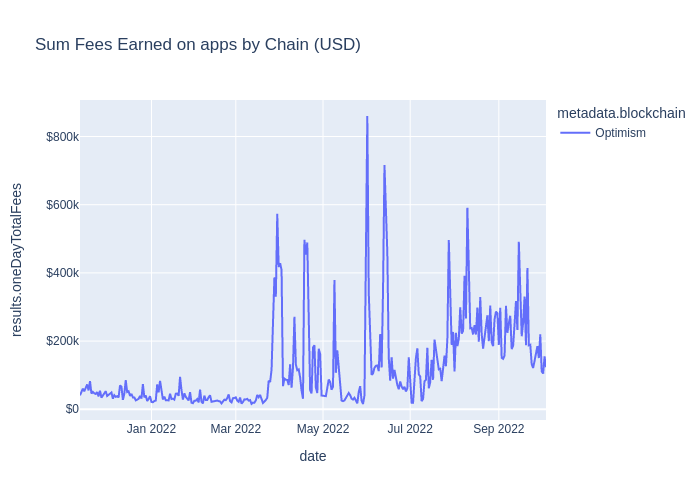 Sum Fees Earned on apps by Chain (USD)
metadata.blockchain
Optimism
$800k
$600k
$400k
$200k
$0
results.oneDayTotalFees
Jan 2022
Mar 2022
May 2022
Jul 2022
Sep 2022
date